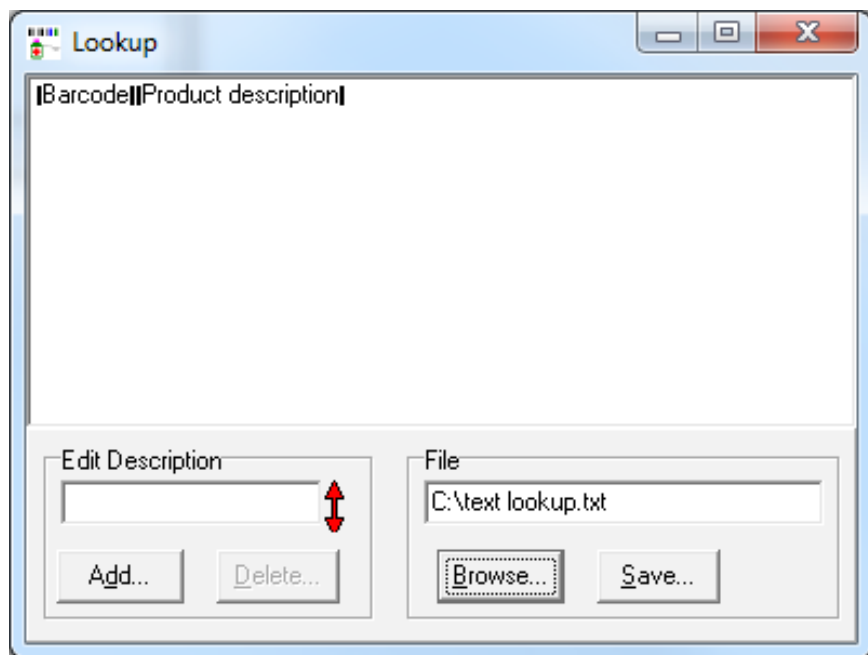 Lookup
|Barcode||Product description|
Edit Description
File
C:\text lookup.txt
Add...
Delete...
Browse...
Save...